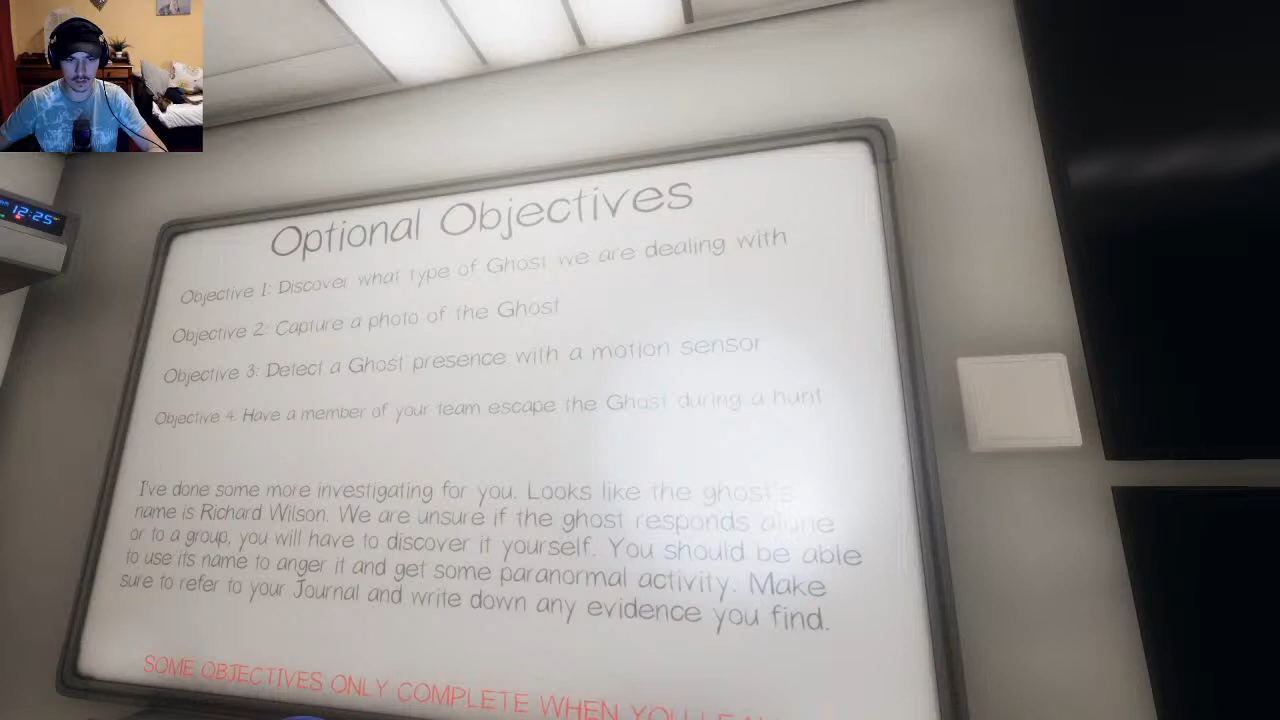 12:25
Optional Objectives
Objective 1: Discover what type of Ghost we are dealing with
Objective 2: Capture a photo of the Ghost
Objective 3: Detect a Ghost presence with a motion sensor
Objective 4: Have a member of your team escape the Ghost during a hunt
I've done some more investigating for you. Looks like the ghost's
name is Richard Wilson. We are unsure if the ghost responds alone
or to a group, you will have to discover it yourself. You should be able
to use its name to anger it and get some paranormal activity. Make
sure to refer to your Journal and write down any evidence you find.
SOME OBJECTIVES ONLY COMPLETE WHEN YOU